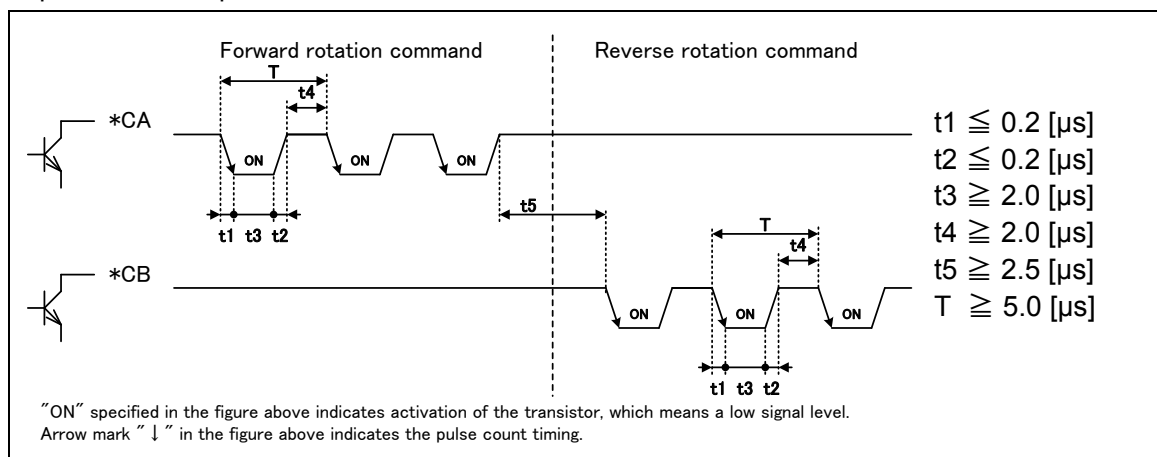 Forward rotation command
Reverse rotation command
T
t4
*CA
ON
ON
ON
t1 t3 t2
t5
T
t4
*CB
ON
ON
ON
t1 t3 t2
t1 ≦ 0.2 [µs]
t2 ≦ 0.2 [µs]
t3 ≧ 2.0 [µs]
t4 ≧ 2.0 [µs]
t5 ≧ 2.5 [µs]
T ≧ 5.0 [µs]
"ON" specified in the figure above indicates activation of the transistor, which means a low signal level.
Arrow mark "↓" in the figure above indicates the pulse count timing.